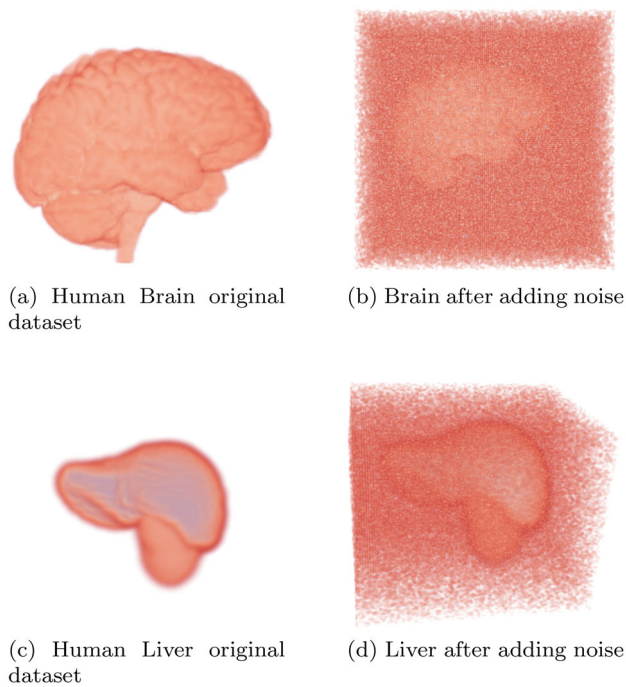 (a) Human Brain original
dataset
(b) Brain after adding noise
(c) Human Liver original
dataset
(d) Liver after adding noise